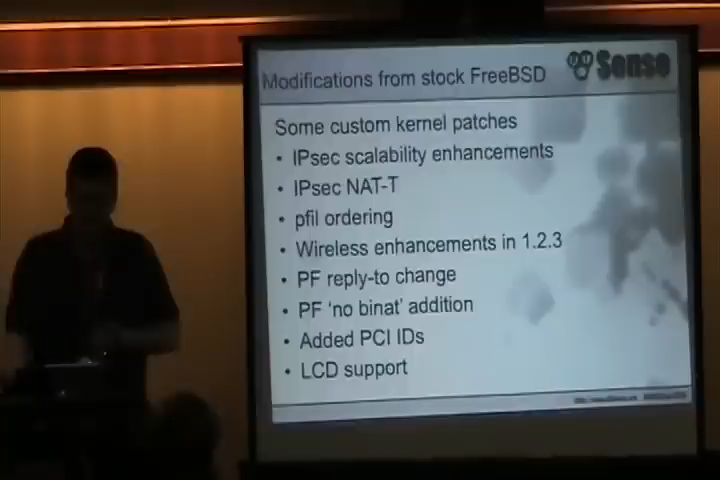 Modifications from stock FreeBSD
Sense
Some custom kernel patches
• IPsec scalability enhancements
• IPsec NAT-T
• pfil ordering
• Wireless enhancements in 1.2.3
• PF reply-to change
• PF 'no binat' addition
• Added PCI IDs
• LCD support